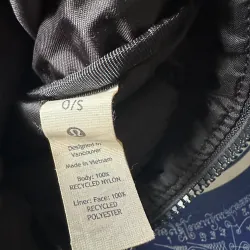 O/S
Designed in
Vancouver
Made in Vietnam
Body: 100%
RECYCLED NYLON.
Liner: Face: 100%
RECYCLED
POLYESTER